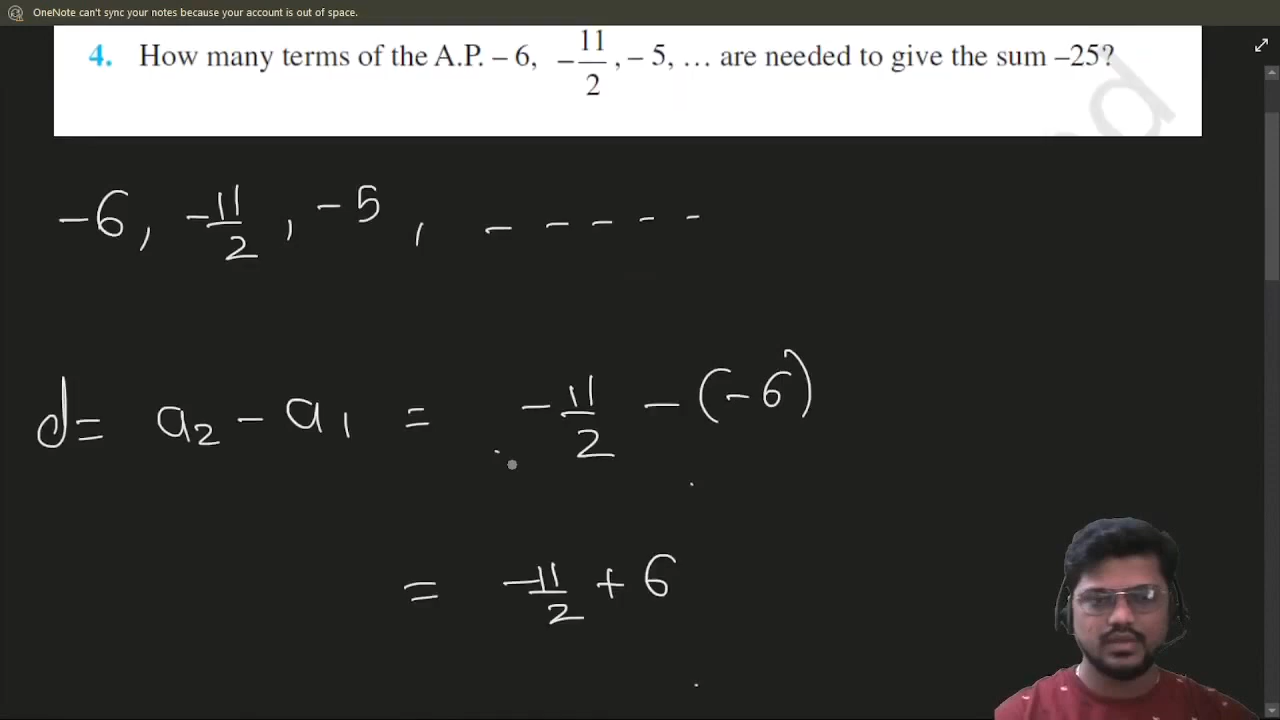 OneNote can't sync your notes because your account is out of space.
4. How many terms of the A.P. – 6, –11/2, – 5, … are needed to give the sum –25?
-6, -11/2, -5, - - - - -
d = a₂ - a₁ = -11/2 - (-6)
= -11/2 + 6